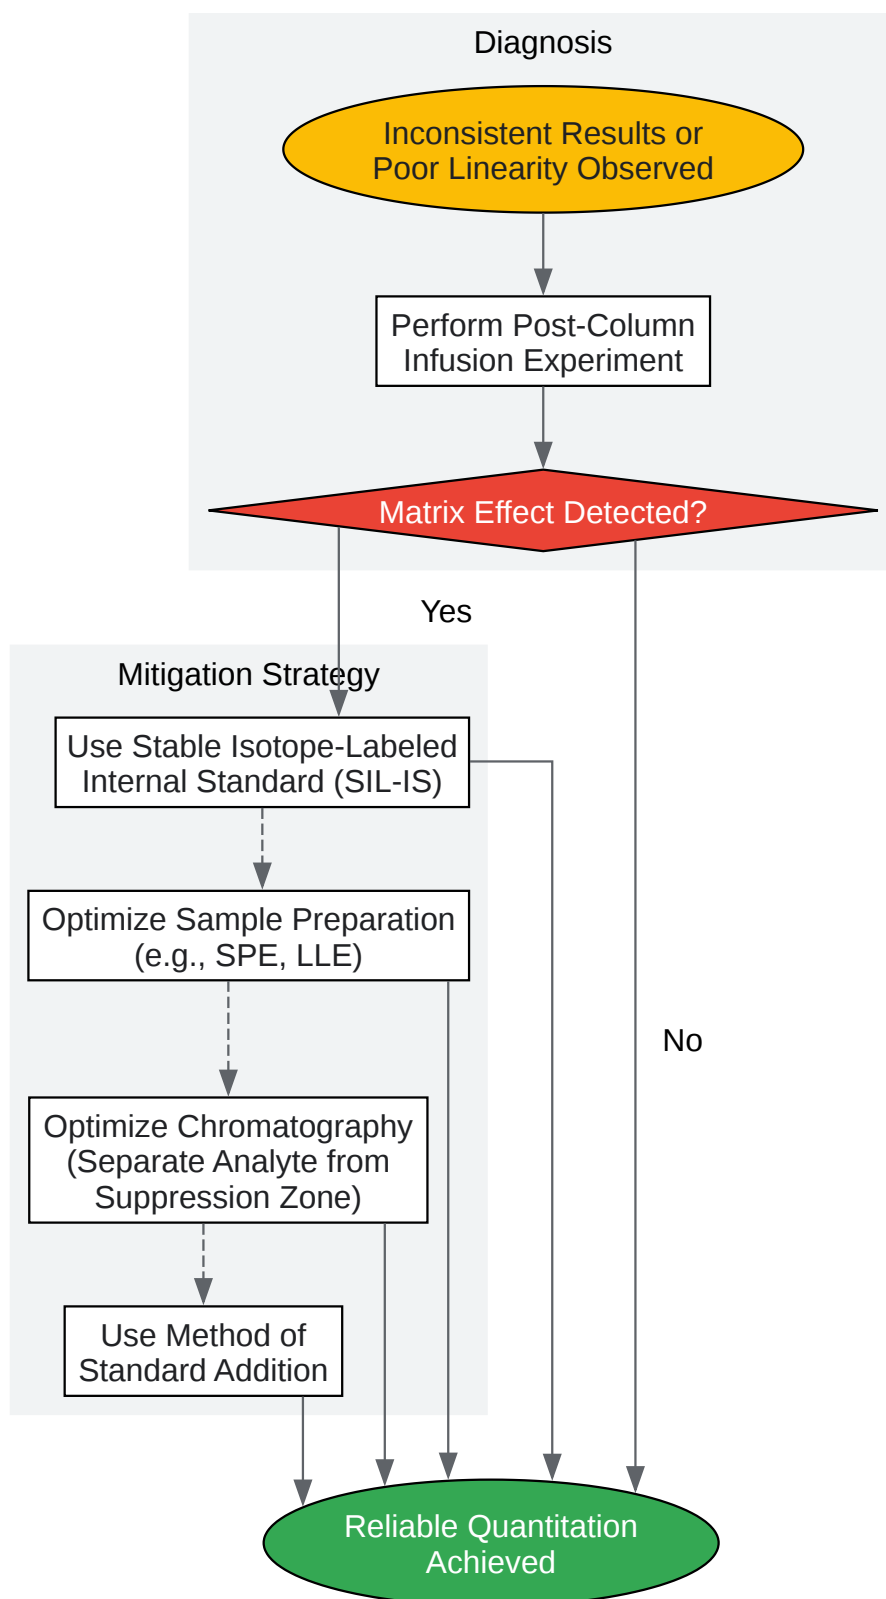 Diagnosis
Inconsistent Results or
Poor Linearity Observed
Perform Post-Column
Infusion Experiment
Matrix Effect Detected?
Yes
Mitigation Strategy
Use Stable Isotope-Labeled
Internal Standard (SIL-IS)
Optimize Sample Preparation
(e.g., SPE, LLE)
No
Optimize Chromatography
(Separate Analyte from
Suppression Zone)
Use Method of
Standard Addition
Reliable Quantitation
Achieved